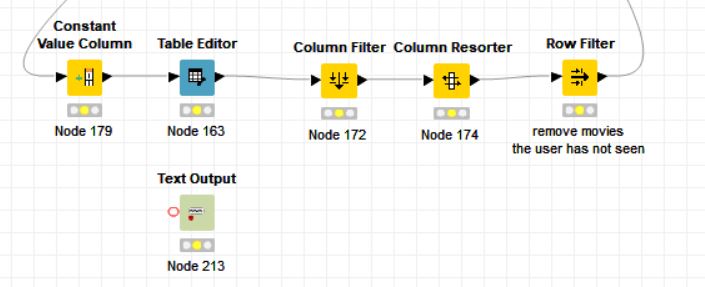 Constant
Value Column
Table Editor
Column Filter
Column Resorter
Row Filter
Node 179
Node 163
Node 172
Node 174
remove movies
the user has not seen
Text Output
Node 213